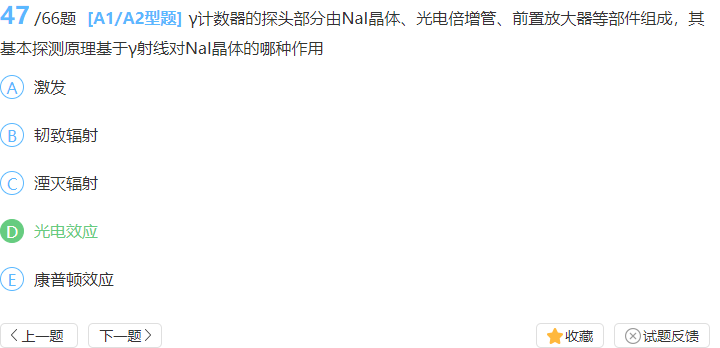 47 /66题 [A1/A2型题] γ计数器的探头部分由NaI晶体、光电倍增管、前置放大器等部件组成，其
基本探测原理基于γ射线对NaI晶体的哪种作用
A 激发
B 韧致辐射
C 湮灭辐射
D 光电效应
E 康普顿效应
上一题 下一题 收藏 试题反馈